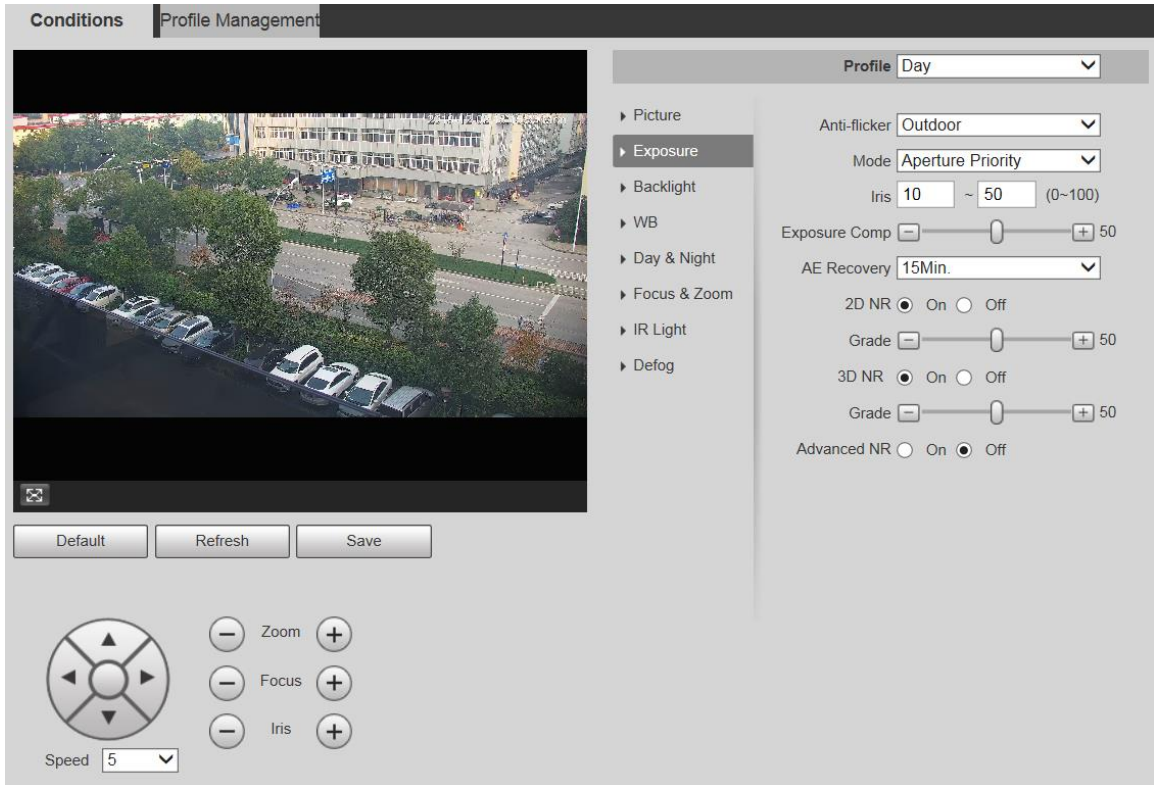 Conditions Profile Management
Profile Day
Picture
Exposure
Backlight
WB
Day & Night
Focus & Zoom
IR Light
Defog
Anti-flicker Outdoor
Mode Aperture Priority
Iris 10 ~ 50 (0~100)
Exposure Comp 50
AE Recovery 15Min.
2D NR On Off
Grade 50
3D NR On Off
Grade 50
Advanced NR On Off
Default Refresh Save
Zoom
Focus
Iris
Speed 5